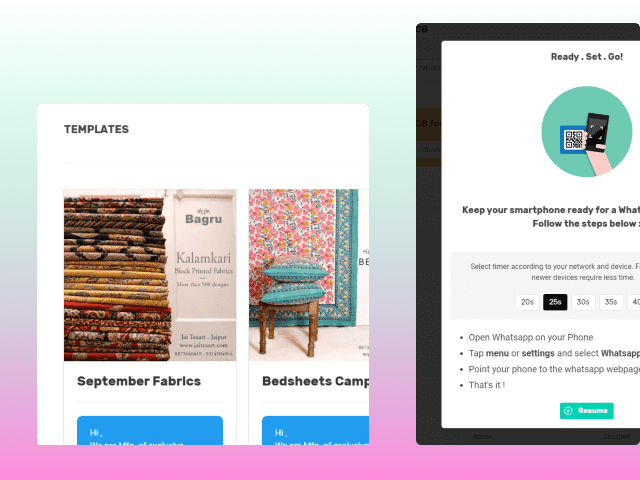 TEMPLATES
Bagru
Kalamkari
Block Printed Fabrics
More than 500 designs
Jai Texart . Jaipur
www.jaitexart.com
September Fabrics
Bedsheets Camp
Hi ,
We are Mfg. of exclusive
Hi ,
We are Mfg. of exclusive
Ready . Set . Go!
Keep your smartphone ready for a What
Follow the steps below :
Select timer according to your network and device. F
newer devices require less time.
20s 25s 30s 35s 40
Open Whatsapp on your Phone
Tap menu or settings and select Whatsapp
Point your phone to the whatsapp webpage
That's it !
Resume